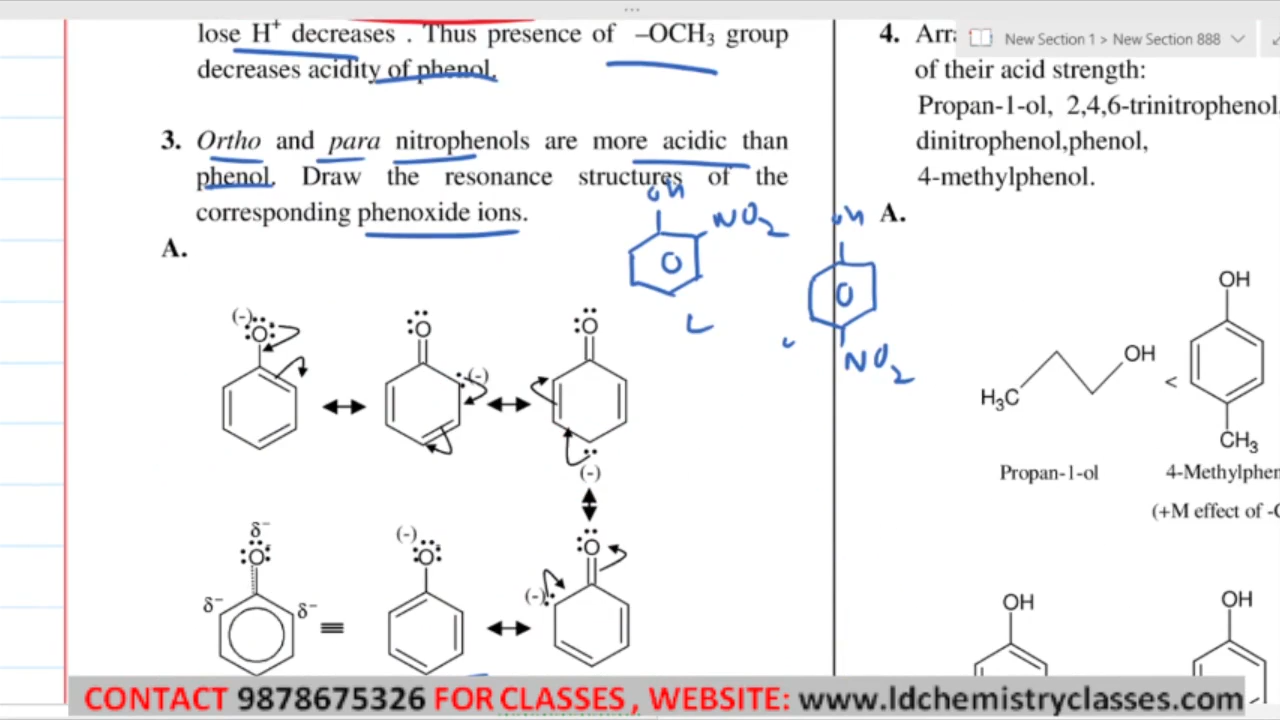 New Section 1 > New Section 888
lose H⁺ decreases . Thus presence of –OCH₃ group
decreases acidity of phenol.
3. Ortho and para nitrophenols are more acidic than
phenol. Draw the resonance structures of the
corresponding phenoxide ions.
A.
OH
NO2
OH
NO2
(-)
:O:
:O
(-)
:O
(-)
δ⁻
:O:
δ⁻
δ⁻
(-)
:O:
:O
(-)
4.
of their acid strength:
Propan-1-ol, 2,4,6-trinitrophenol,
dinitrophenol,phenol,
4-methylphenol.
A.
OH
H₃C
<
OH
CH₃
Propan-1-ol
(+M effect of
OH
OH
CONTACT 9878675326 FOR CLASSES , WEBSITE: www.ldchemistryclasses.com